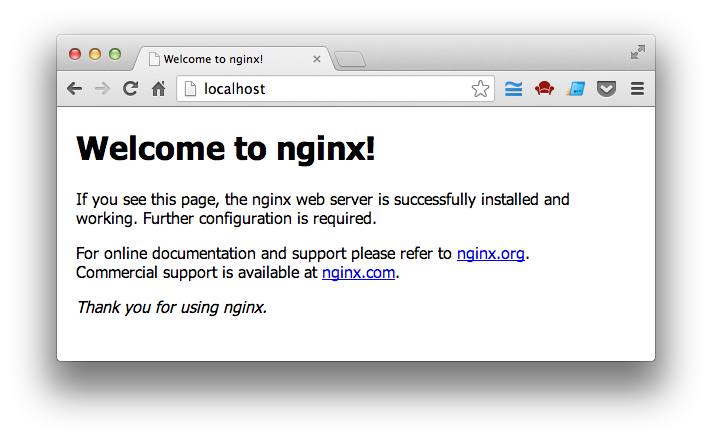 Welcome to nginx!
localhost
Welcome to nginx!
If you see this page, the nginx web server is successfully installed and
working. Further configuration is required.
For online documentation and support please refer to nginx.org.
Commercial support is available at nginx.com.
Thank you for using nginx.